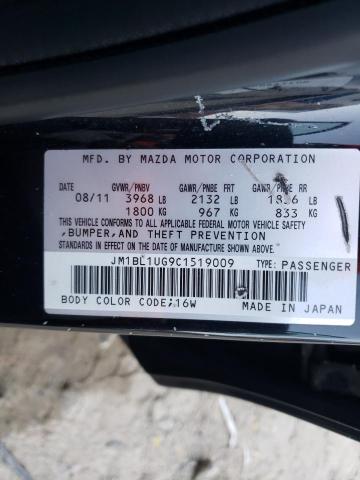 MFD. BY MAZDA MOTOR CORPORATION
DATE GVWR/PNBV GAWR/PNBE FRT GAWR/PNBE RR
08/11 3968 LB 2132 LB 1836 LB
1800 KG 967 KG 833 KG
THIS VEHICLE CONFORMS TO ALL APPLICABLE FEDERAL MOTOR VEHICLE SAFETY
,BUMPER,AND THEFT PREVENTION
STANDARDS IN EFFECT ON THE DATE OF MANUFACTURE SHOWN ABOVE.
JM1BL1UG9C1519009 TYPE: PASSENGER
BODY COLOR CODE;16W MADE IN JAPAN